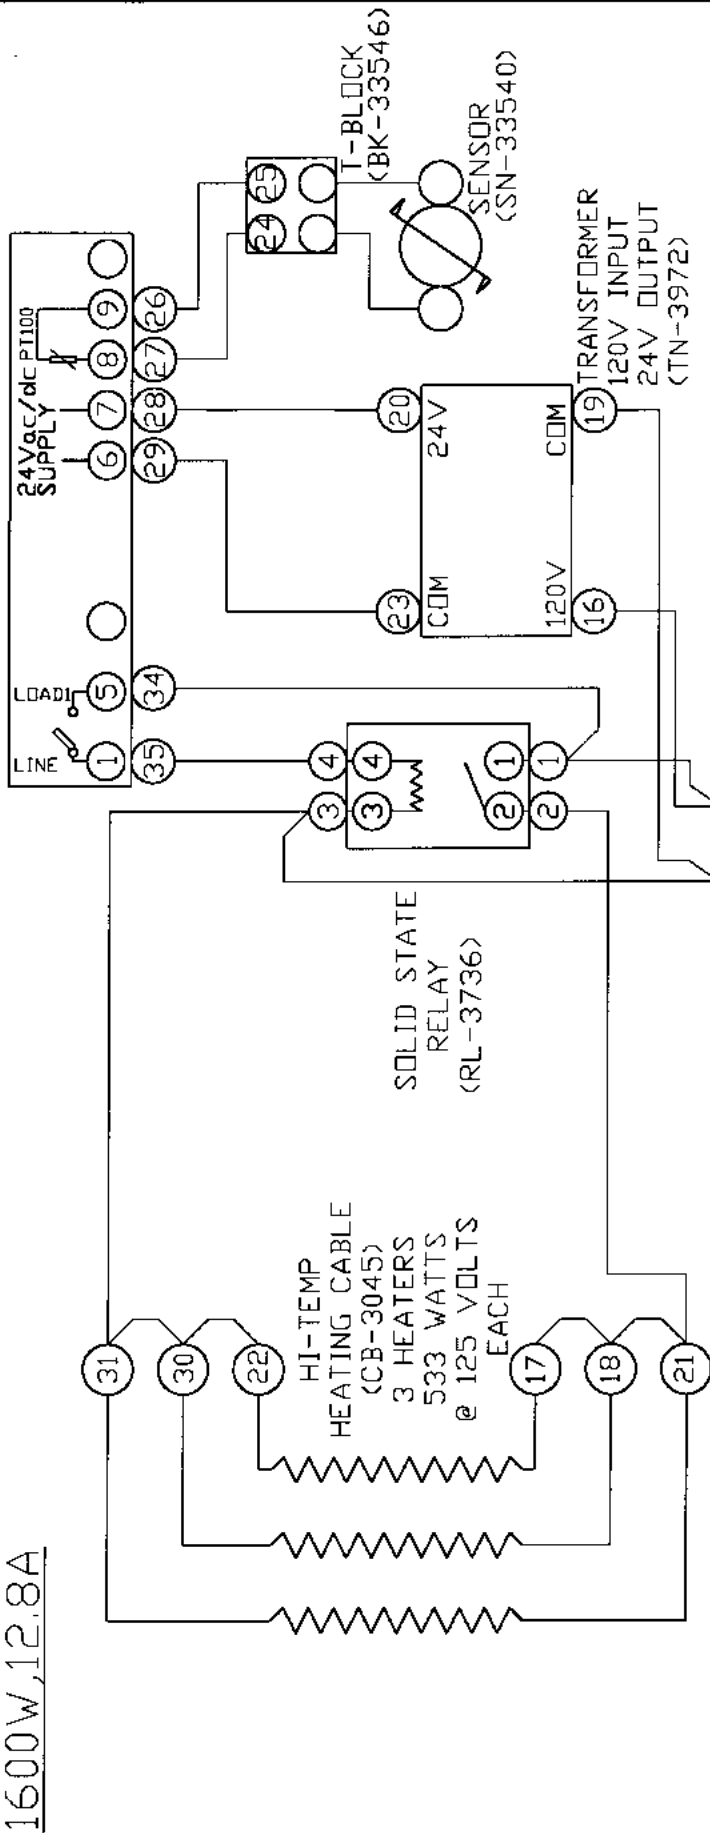 1600W,12.8A
31
30
22
HI-TEMP
HEATING CABLE
(CB-3045)
3 HEATERS
533 WATTS
@ 125 VOLTS
EACH
17
18
21
SOLID STATE
RELAY
(RL-3736)
LINE
LOAD1
24Vac/dc
SUPPLY
PT100
1
5
6
7
8
9
35
34
29
28
27
26
3
4
3
4
2
1
2
1
23
20
COM
24V
120V
COM
16
19
TRANSFORMER
120V INPUT
24V OUTPUT
(TN-3972)
24
25
T-BLOCK
(BK-33546)
SENSOR
(SN-33540)